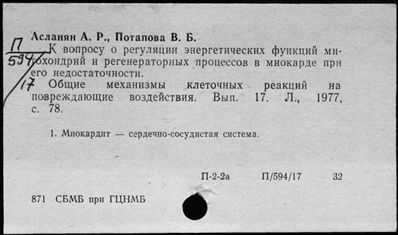 Асланян А. Р., Потапова В. Б.
П
594
17
К вопросу о регуляции энергетических функций ми-
тохондрий и регенераторных процессов в миокарде при
его недостаточности.
Общие механизмы клеточных реакций на
повреждающие воздействия. Вып. 17. Л., 1977,
с. 78.
1. Миокардит — сердечно-сосудистая система.
П-2-2а П/594/17 32
871 СБМБ при ГЦНМБ